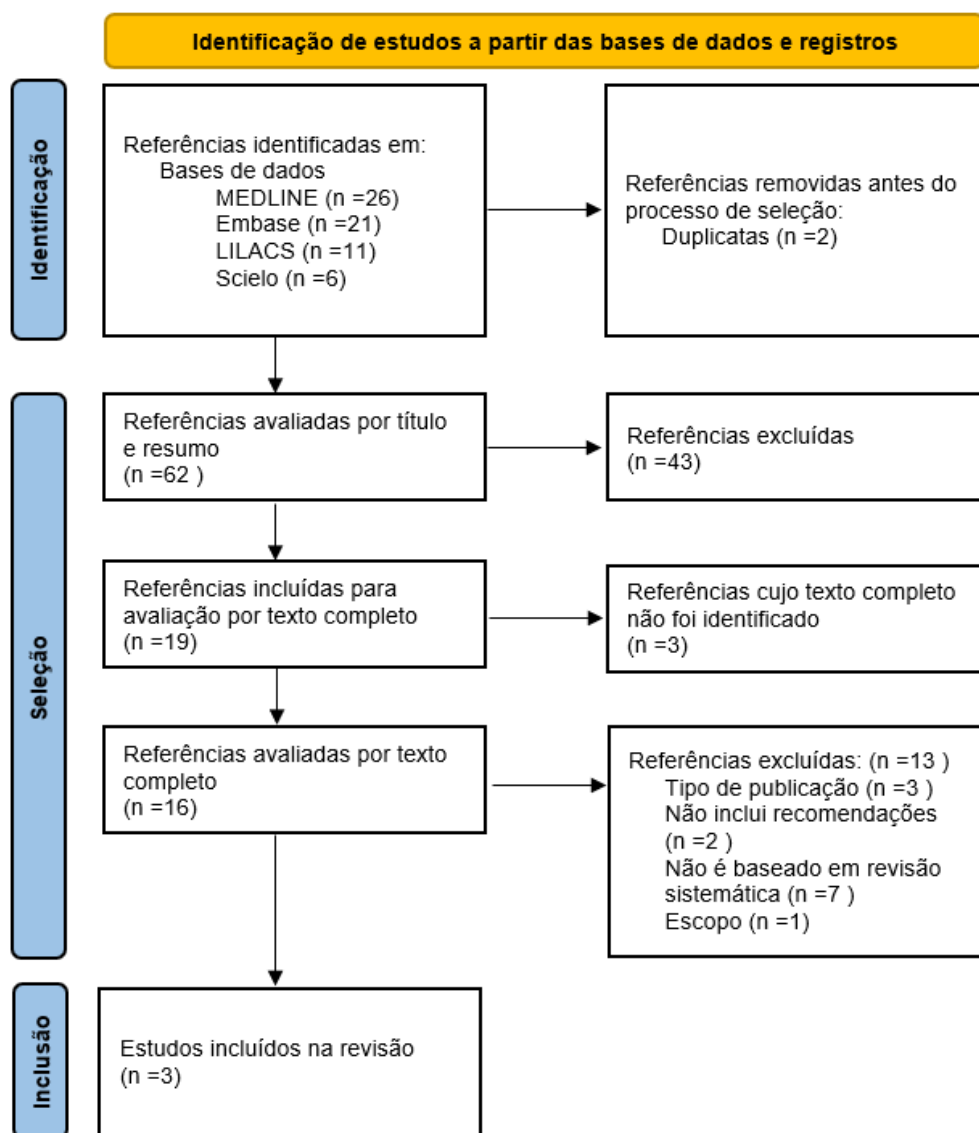 Identificação de estudos a partir das bases de dados e registros
Identificação
Referências identificadas em:
Bases de dados
MEDLINE (n =26)
Embase (n =21)
LILACS (n =11)
Scielo (n =6)
Referências removidas antes do
processo de seleção:
Duplicatas (n =2)
Seleção
Referências avaliadas por título
e resumo
(n =62 )
Referências excluídas
(n =43)
Referências incluídas para
avaliação por texto completo
(n =19)
Referências cujo texto completo
não foi identificado
(n =3)
Referências avaliadas por texto
completo
(n =16)
Referências excluídas: (n =13 )
Tipo de publicação (n =3 )
Não inclui recomendações
(n =2 )
Não é baseado em revisão
sistemática (n =7 )
Escopo (n =1)
Inclusão
Estudos incluídos na revisão
(n =3)